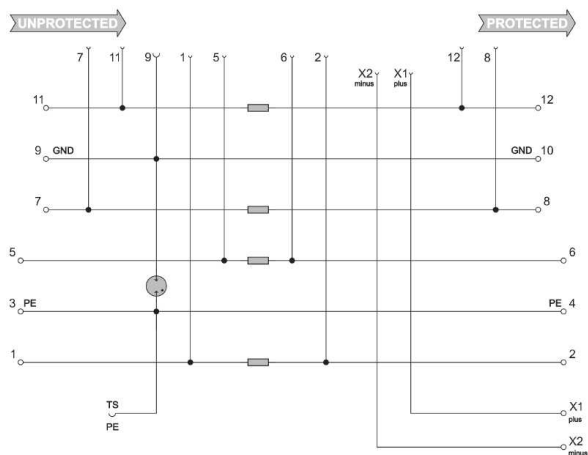 UNPROTECTED
PROTECTED
7 11 9 1 5 6 2 X2 minus X1 plus 12 8
11 12
9 GND GND 10
7 8
5 6
3 PE PE 4
1 2
TS
PE
X1
plus
X2
minus